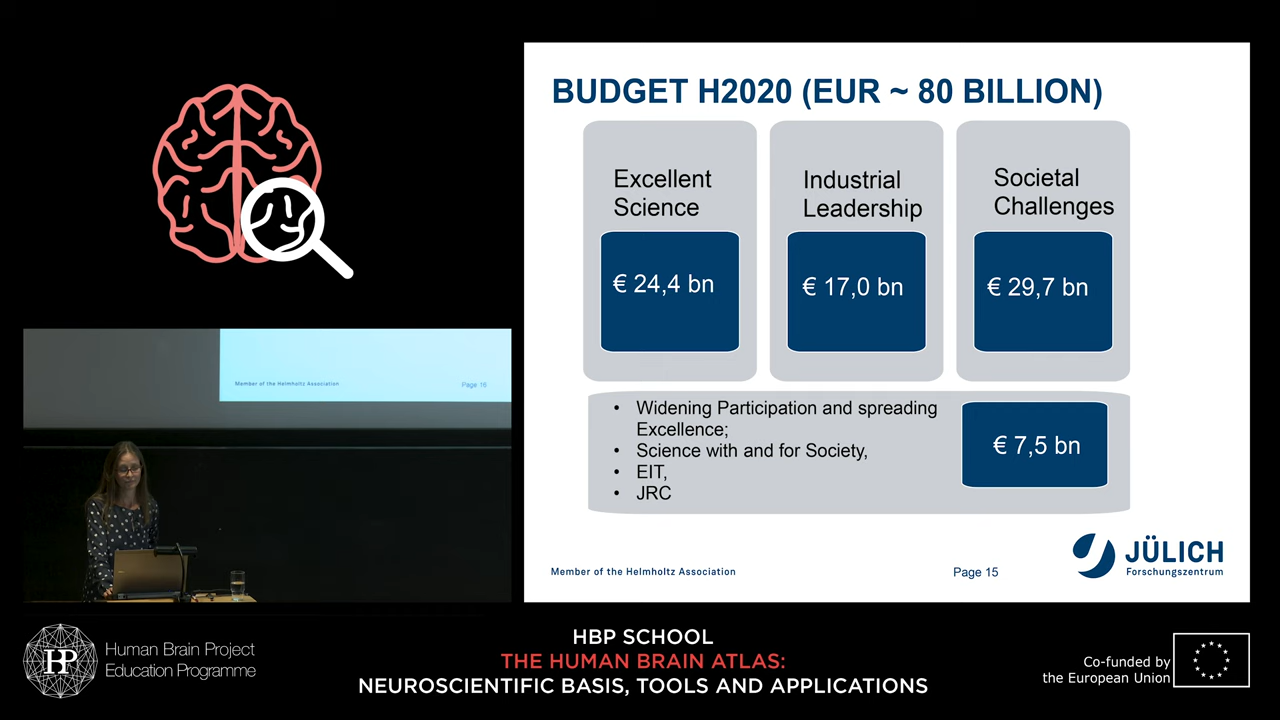 BUDGET H2020 (EUR ~ 80 BILLION)
Excellent
Science
€ 24,4 bn
Industrial
Leadership
€ 17,0 bn
Societal
Challenges
€ 29,7 bn
• Widening Participation and spreading
Excellence;
• Science with and for Society,
• EIT,
• JRC
€ 7,5 bn
Member of the Helmholtz Association
Page 15
JÜLICH
Forschungszentrum
Member of the Helmholtz Association
Page 16
HP
Human Brain Project
Education Programme
HBP SCHOOL
THE HUMAN BRAIN ATLAS:
NEUROSCIENTIFIC BASIS, TOOLS AND APPLICATIONS
Co-funded by
the European Union